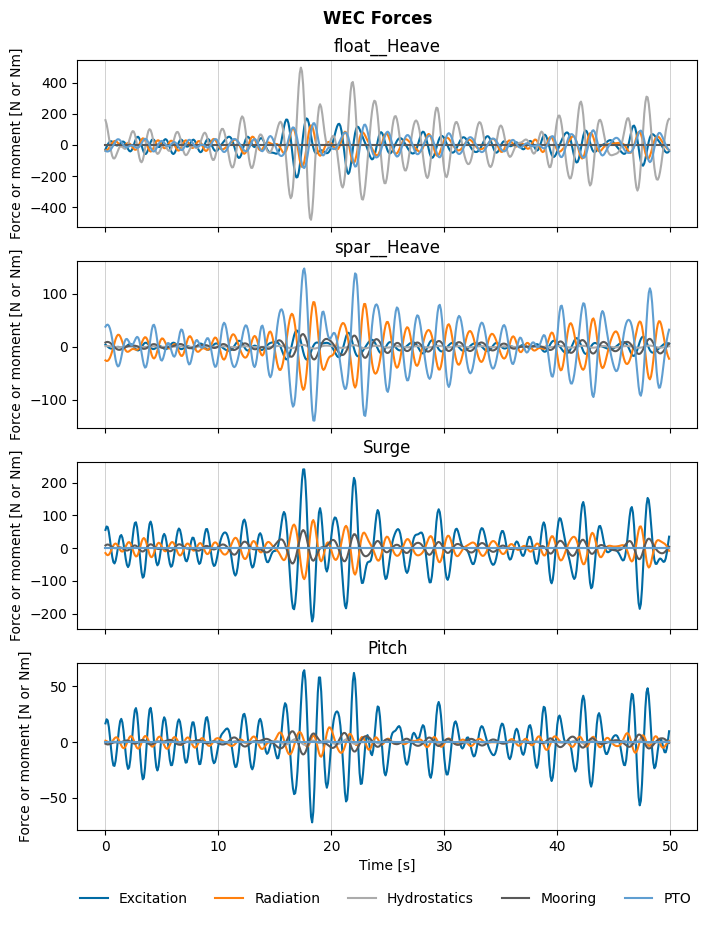 WEC Forces
float__Heave
Force or moment [N or Nm]
400
200
0
−200
−400
spar__Heave
Force or moment [N or Nm]
100
0
−100
Surge
Force or moment [N or Nm]
200
100
0
−100
−200
Pitch
Force or moment [N or Nm]
50
0
−50
0 10 20 30 40 50
Time [s]
Excitation Radiation Hydrostatics Mooring PTO